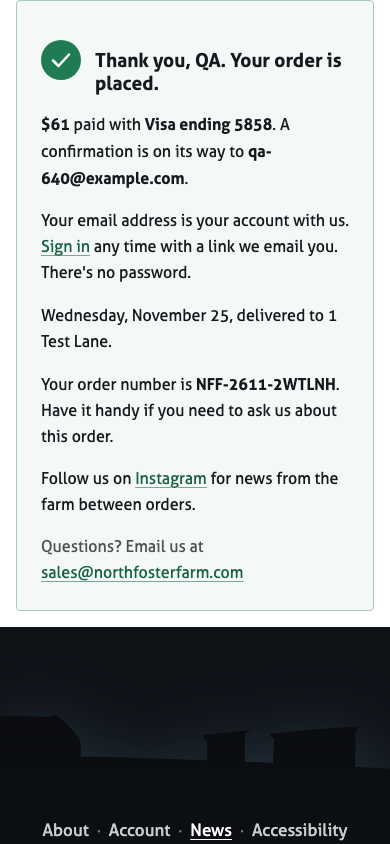 Thank you, QA. Your order is
placed.
$61 paid with Visa ending 5858. A
confirmation is on its way to qa-
640@example.com.
Your email address is your account with us.
Sign in any time with a link we email you.
There's no password.
Wednesday, November 25, delivered to 1
Test Lane.
Your order number is NFF-2611-2WTLNH.
Have it handy if you need to ask us about
this order.
Follow us on Instagram for news from the
farm between orders.
Questions? Email us at
sales@northfosterfarm.com
About · Account · News · Accessibility